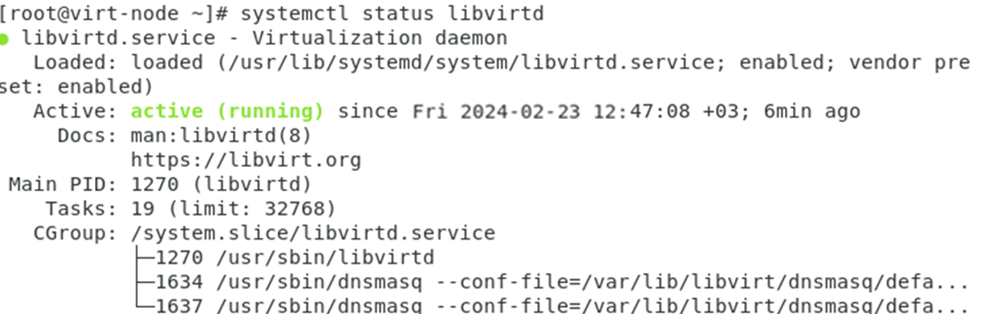 [root@virt-node ~]# systemctl status libvirtd
● libvirtd.service - Virtualization daemon
   Loaded: loaded (/usr/lib/systemd/system/libvirtd.service; enabled; vendor pre
set: enabled)
   Active: active (running) since Fri 2024-02-23 12:47:08 +03; 6min ago
     Docs: man:libvirtd(8)
           https://libvirt.org
 Main PID: 1270 (libvirtd)
    Tasks: 19 (limit: 32768)
   CGroup: /system.slice/libvirtd.service
           ├─1270 /usr/sbin/libvirtd
           ├─1634 /usr/sbin/dnsmasq --conf-file=/var/lib/libvirt/dnsmasq/defa...
           └─1637 /usr/sbin/dnsmasq --conf-file=/var/lib/libvirt/dnsmasq/defa...